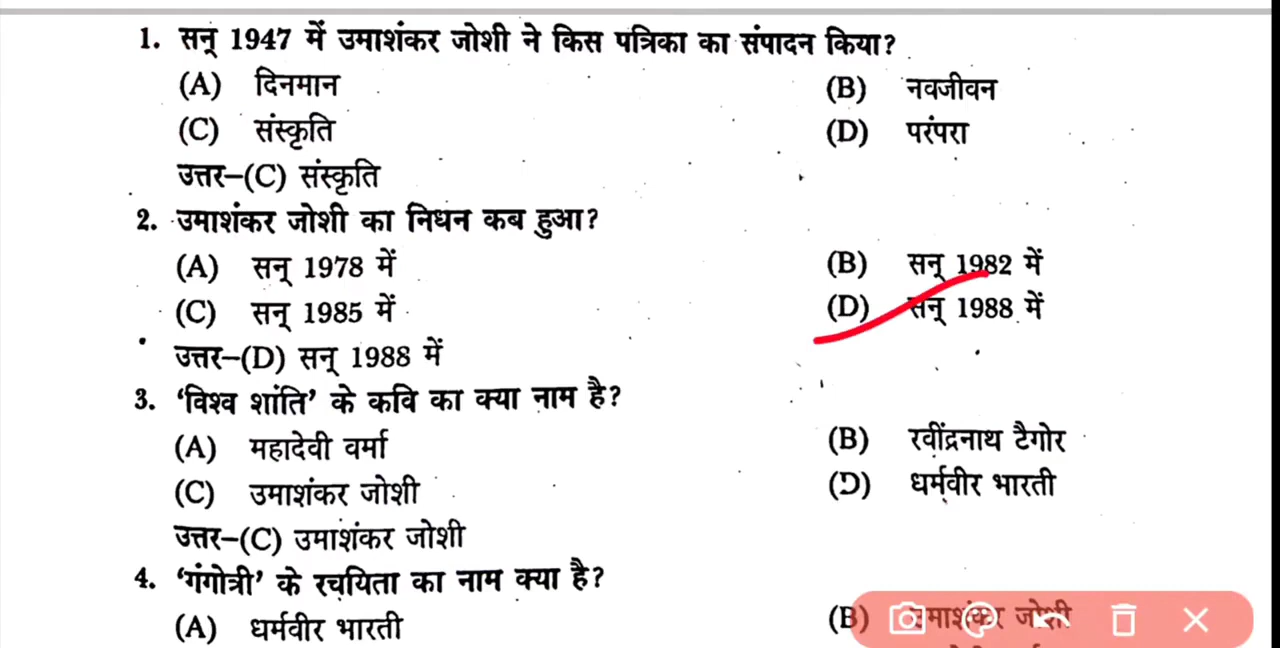 1. सन् 1947 में उमाशंकर जोशी ने किस पत्रिका का संपादन किया?
(A) दिनमान (B) नवजीवन
(C) संस्कृति (D) परंपरा
उत्तर–(C) संस्कृति
2. उमाशंकर जोशी का निधन कब हुआ?
(A) सन् 1978 में (B) सन् 1982 में
(C) सन् 1985 में (D) सन् 1988 में
उत्तर–(D) सन् 1988 में
3. ‘विश्व शांति’ के कवि का क्या नाम है?
(A) महादेवी वर्मा (B) रवींद्रनाथ टैगोर
(C) उमाशंकर जोशी (D) धर्मवीर भारती
उत्तर–(C) उमाशंकर जोशी
4. ‘गंगोत्री’ के रचयिता का नाम क्या है?
(A) धर्मवीर भारती (B) उमाशंकर जोशी